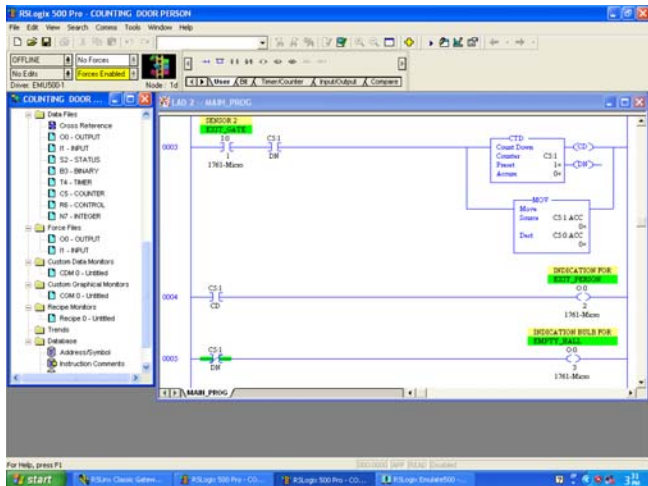 RSLogix 500 Pro - COUNTING DOOR PERSON
File Edit View Search Comms Tools Window Help
OFFLINE
No Forces
No Edits
Forces Enabled
Driver: EMU500-1
Node: 1d
User
Bit
Timer/Counter
Input/Output
Compare
COUNTING DOOR ...
Data Files
Cross Reference
O0 - OUTPUT
I1 - INPUT
S2 - STATUS
B3 - BINARY
T4 - TIMER
C5 - COUNTER
R6 - CONTROL
N7 - INTEGER
Force Files
O0 - OUTPUT
I1 - INPUT
Custom Data Monitors
CDM 0 - Untitled
Custom Graphical Monitors
CGM 0 - Untitled
Recipe Monitors
Recipe 0 - Untitled
Trends
Database
Address/Symbol
Instruction Comments
LAD 2 -- MAIN_PROG
0003
SENSOR 2
EXIT_GATE
I:0
1
1761-Micro
C5:1
DN
CTD
Count Down
Counter C5:1
Preset 1<
Accum 0<
CD
DN
MOV
Move
Source C5:1.ACC
0<
Dest C5:0.ACC
0<
0004
C5:1
CD
INDICATION FOR
EXIT_PERSON
O:0
2
1761-Micro
0005
C5:1
DN
INDICATION BULB FOR
EMPTY_HALL
O:0
3
1761-Micro
MAIN_PROG
For Help, press F1
start
RSLinx Classic Gatew...
RSLogix 500 Pro - CO...
RSLogix 500 Pro - CO...
RSLogix Emulate500 -...